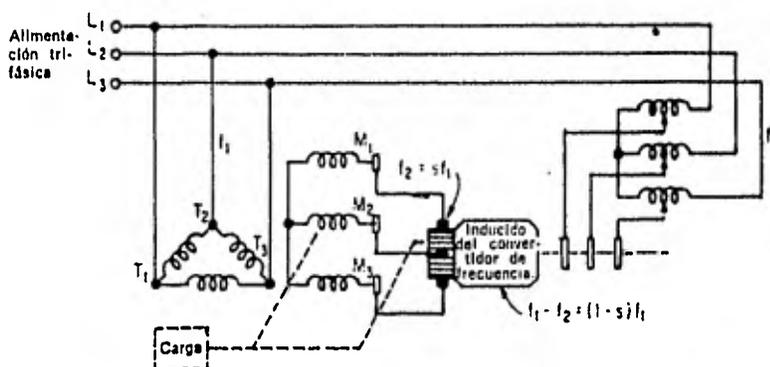 Alimenta-
ción tri-
fásica
L1
L2
L3
f1
T2
T1
T3
M1
M2
M3
f2 = sf1
Inducido
del conver-
tidor de
frecuencia.
f1 - f2 = (1 - s)f1
Carga